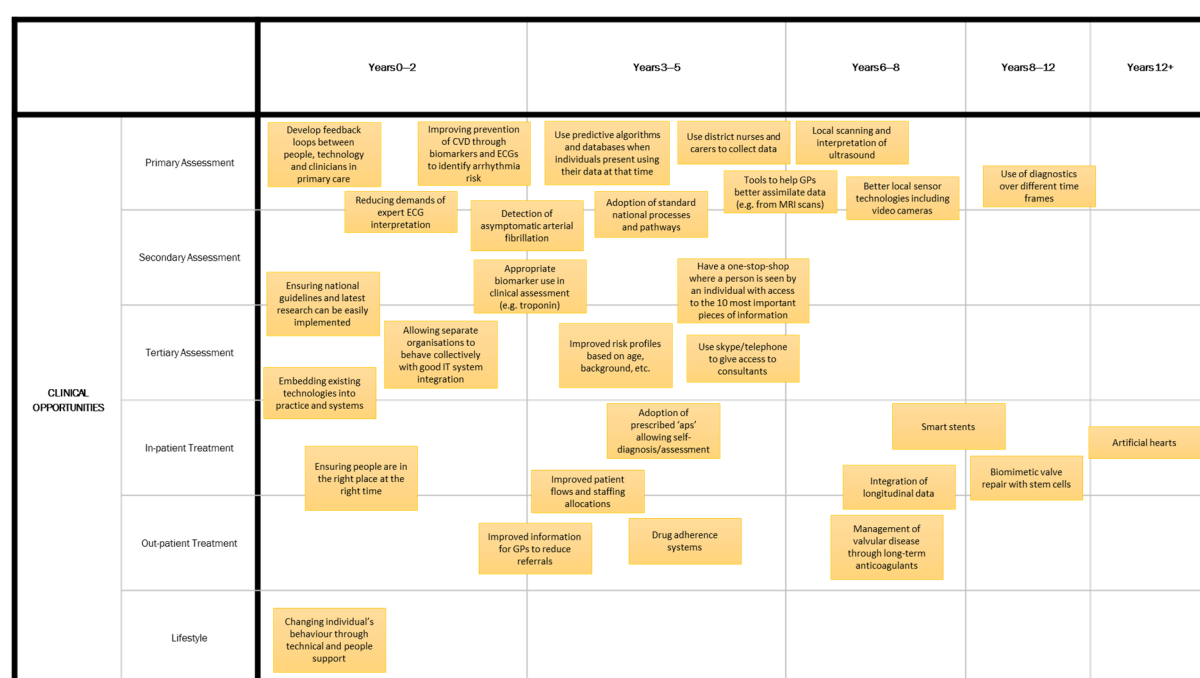 Years 0—2
Years 3—5
Years 6—8
Years 8—12
Years 12+
CLINICAL
OPPORTUNITIES
Primary Assessment
Develop feedback
loops between
people, technology
and clinicians in
primary care
Improving prevention
of CVD through
biomarkers and ECGs
to identify arrhythmia
risk
Use predictive algorithms
and databases when
individuals present using
their data at that time
Use district nurses and
carers to collect data
Local scanning and
interpretation of
ultrasound
Reducing demands of
expert ECG
interpretation
Detection of
asymptomatic arterial
fibrillation
Adoption of standard
national processes
and pathways
Tools to help GPs
better assimilate data
(e.g. from MRI scans)
Better local sensor
technologies including
video cameras
Use of diagnostics
over different time
frames
Secondary Assessment
Ensuring national
guidelines and latest
research can be easily
implemented
Appropriate
biomarker use in
clinical assessment
(e.g. troponin)
Have a one-stop-shop
where a person is seen by
an individual with access
to the 10 most important
pieces of information
Tertiary Assessment
Allowing separate
organisations to
behave collectively
with good IT system
integration
Improved risk profiles
based on age,
background, etc.
Use skype/telephone
to give access to
consultants
Embedding existing
technologies into
practice and systems
In-patient Treatment
Ensuring people are in
the right place at the
right time
Adoption of
prescribed ‘aps’
allowing self-
diagnosis/assessment
Improved patient
flows and staffing
allocations
Smart stents
Integration of
longitudinal data
Biomimetic valve
repair with stem cells
Artificial hearts
Out-patient Treatment
Improved information
for GPs to reduce
referrals
Drug adherence
systems
Management of
valvular disease
through long-term
anticoagulants
Lifestyle
Changing individual’s
behaviour through
technical and people
support